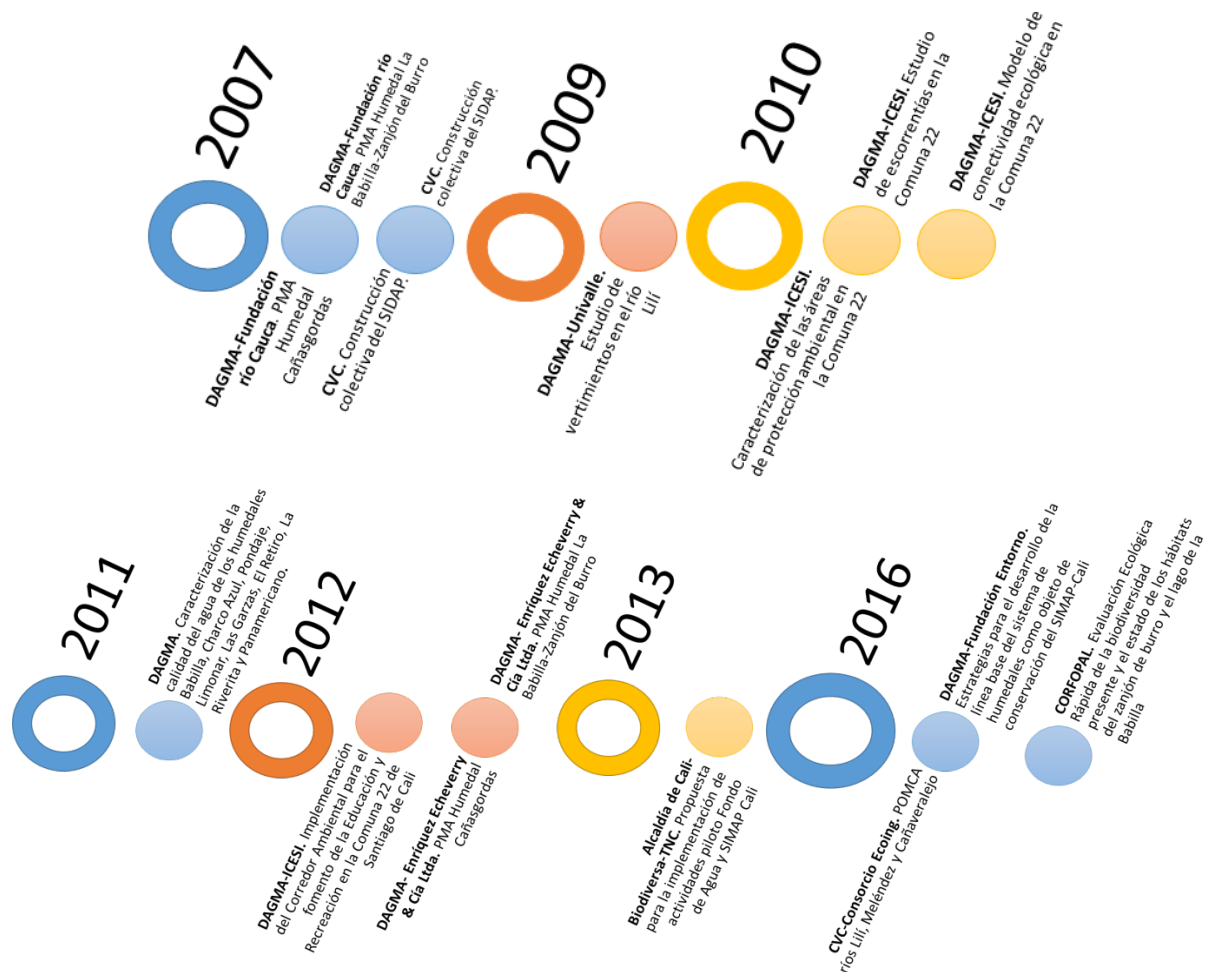 2007
DAGMA-Fundación río
Cauca. PMA Humedal La
Babilla-Zanjón del Burro
DAGMA-Fundación
río Cauca. PMA
Humedal
Cañasgordas
CVC. Construcción
colectiva del SIDAP.
CVC. Construcción
colectiva del SIDAP.
2009
DAGMA-Univalle.
Estudio de
vertimientos en el río
Lilí
2010
DAGMA-ICESI. Estudio
de escorrentías en la
Comuna 22
DAGMA-ICESI.
Caracterización de las áreas
de protección ambiental en
la Comuna 22
DAGMA-ICESI. Modelo de
conectividad ecológica en
la Comuna 22
2011
DAGMA. Caracterización de la
calidad del agua de los humedales
Babilla, Charco Azul, Pondaje,
Limonar, Las Garzas, El Retiro, La
Riverita y Panamericano.
2012
DAGMA-ICESI. Implementación
del Corredor Ambiental para el
fomento de la Educación y
Recreación en la Comuna 22 de
Santiago de Cali
DAGMA- Enríquez Echeverry &
Cía Ltda. PMA Humedal La
Babilla-Zanjón del Burro
DAGMA- Enríquez Echeverry
& Cía Ltda. PMA Humedal
Cañasgordas
2013
Alcaldía de Cali-
Biodiversa-TNC. Propuesta
para la implementación de
actividades piloto Fondo
de Agua y SIMAP Cali
2016
DAGMA-Fundación Entorno.
Estrategias para el desarrollo de la
línea base del sistema de
humedales como objeto de
conservación del SIMAP-Cali
CVC-Consorcio Ecoing. POMCA
ríos Lilí, Meléndez y Cañaveralejo
CORFOPAL. Evaluación Ecológica
Rápida de la biodiversidad
presente y el estado de los hábitats
del zanjón de burro y el lago de la
Babilla